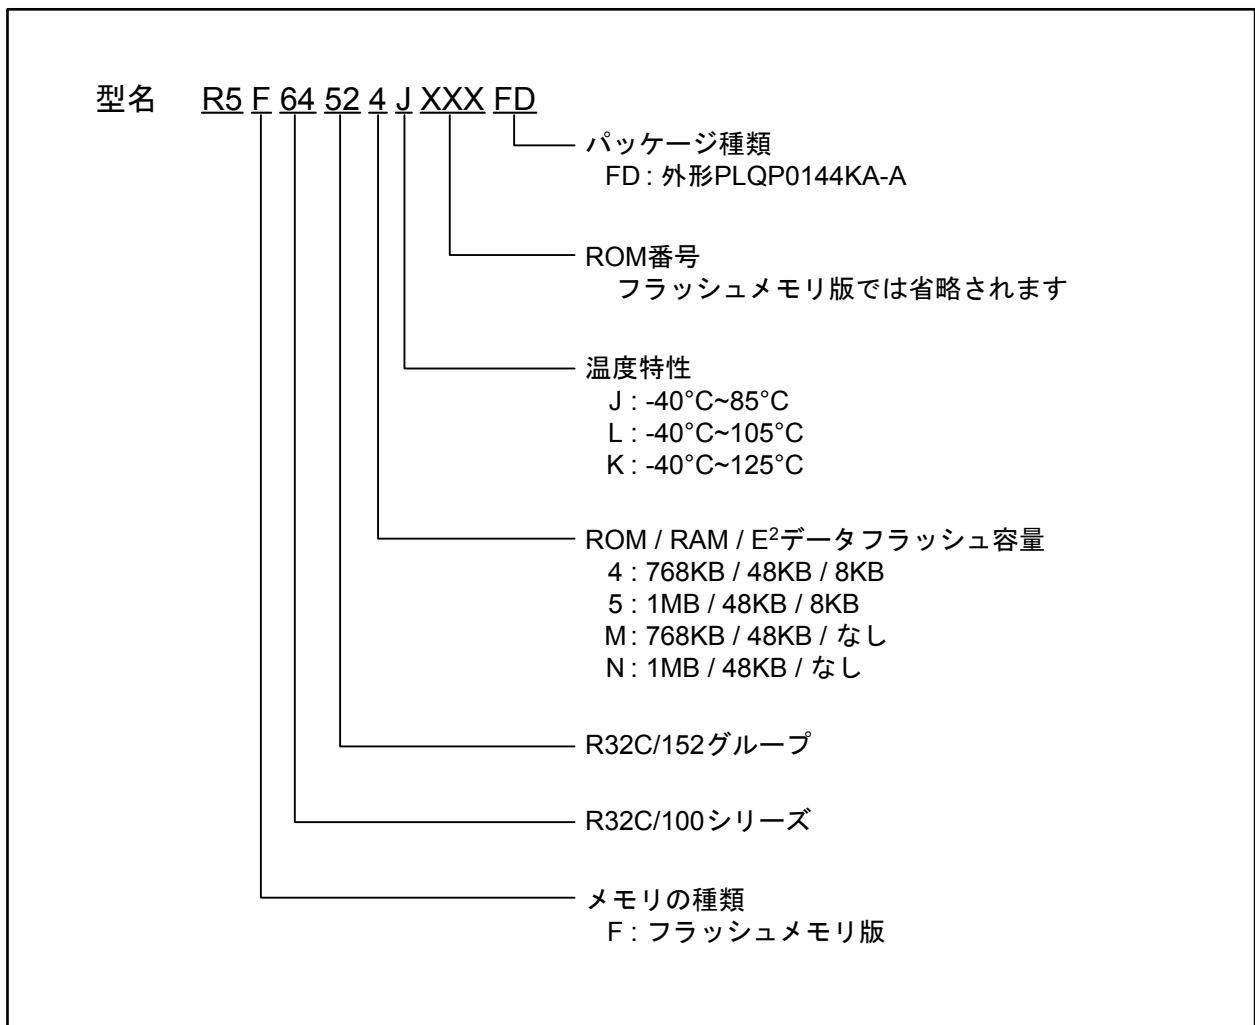 型名 R5 F 64 52 4 J XXX FD
パッケージ種類
FD : 外形PLQP0144KA-A
ROM番号
フラッシュメモリ版では省略されます
温度特性
J : -40°C~85°C
L : -40°C~105°C
K : -40°C~125°C
ROM / RAM / E²データフラッシュ容量
4 : 768KB / 48KB / 8KB
5 : 1MB / 48KB / 8KB
M : 768KB / 48KB / なし
N : 1MB / 48KB / なし
R32C/152グループ
R32C/100シリーズ
メモリの種類
F : フラッシュメモリ版